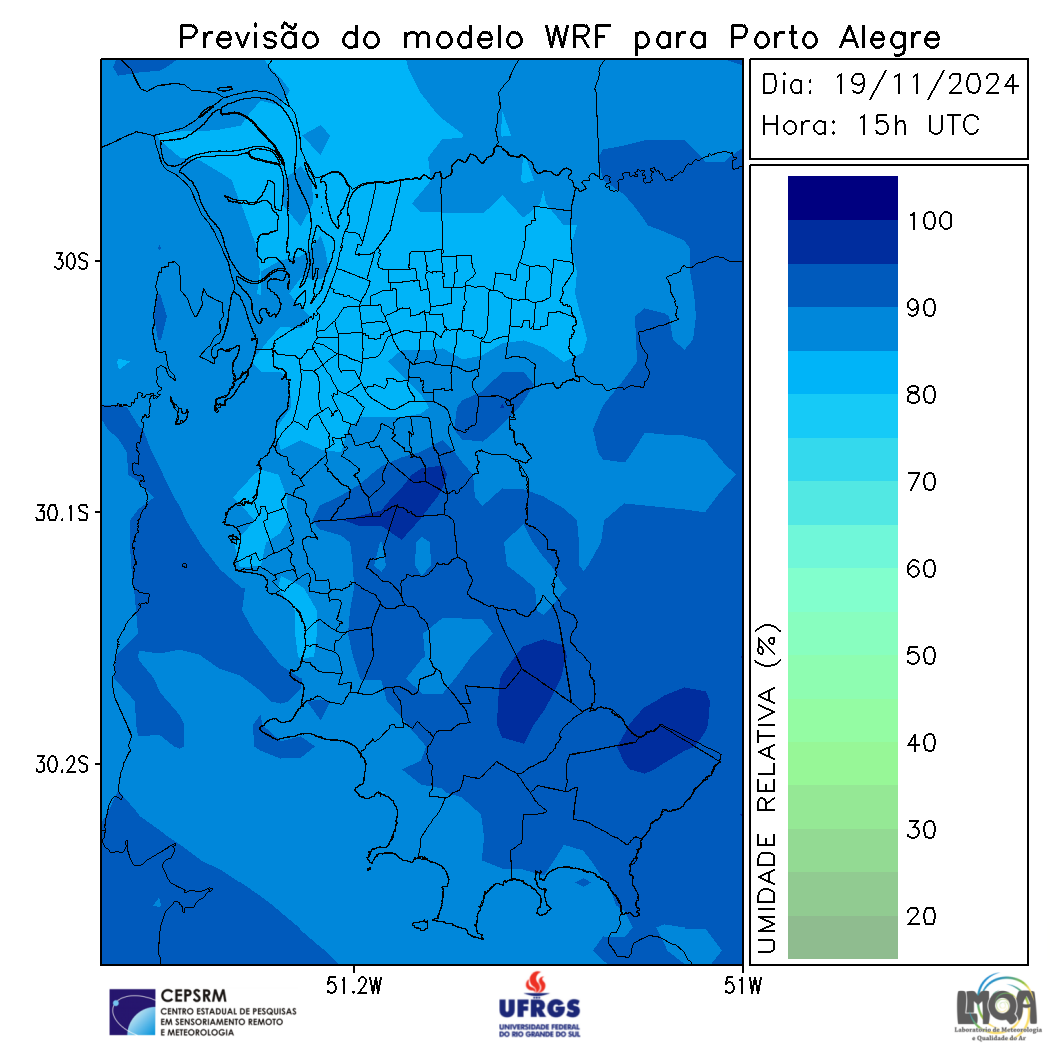 Previsão do modelo WRF para Porto Alegre
Dia: 19/11/2024
Hora: 15h UTC
30S
30.1S
30.2S
51.2W
51W
UMIDADE RELATIVA (%)
100
90
80
70
60
50
40
30
20
CEPSRM
CENTRO ESTADUAL DE PESQUISAS
EM SENSORIAMENTO REMOTO
E METEOROLOGIA
UFRGS
UNIVERSIDADE FEDERAL
DO RIO GRANDE DO SUL
LMQA
Laboratório de Meteorologia
e Qualidade do Ar